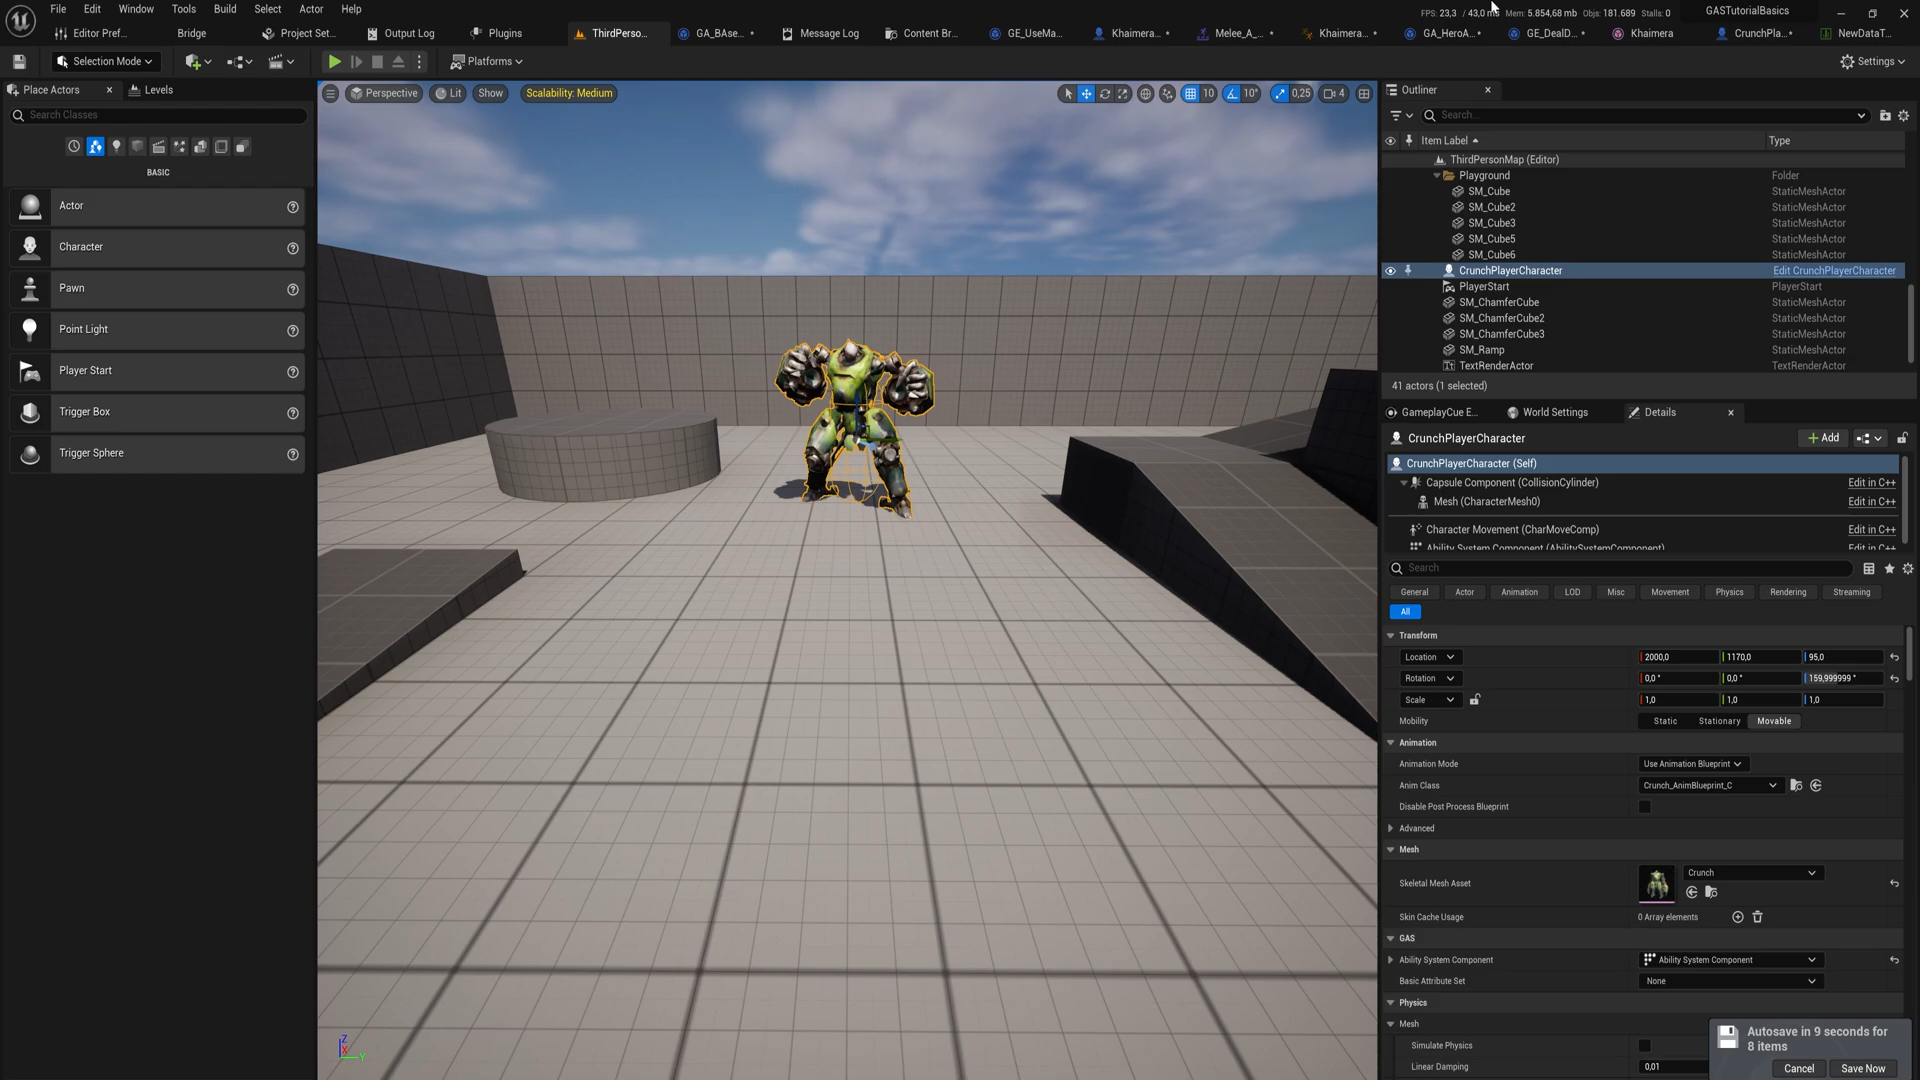 File Edit Window Tools Build Select Actor Help
FPS: 23,3 / 43,0 ms Mem: 5.854,68 mb Objs: 181.689 Stalls: 0
GASTutorialBasics
Editor Pref...
Bridge
Project Set...
Output Log
Plugins
ThirdPerso...
GA_BAse... •
Message Log
Content Br...
GE_UseMa...
Khaimera... •
Melee_A_... •
Khaimera... •
GA_HeroA...•
GE_DealD... •
Khaimera
CrunchPla...•
NewDataT...
Selection Mode
Platforms
Settings
Place Actors
Levels
Search Classes
BASIC
Actor
Character
Pawn
Point Light
Player Start
Trigger Box
Trigger Sphere
Perspective
Lit
Show
Scalability: Medium
10
10°
0,25
4
Outliner
Search...
Item Label
Type
ThirdPersonMap (Editor)
Playground Folder
SM_Cube StaticMeshActor
SM_Cube2 StaticMeshActor
SM_Cube3 StaticMeshActor
SM_Cube5 StaticMeshActor
SM_Cube6 StaticMeshActor
CrunchPlayerCharacter Edit CrunchPlayerCharacter
PlayerStart PlayerStart
SM_ChamferCube StaticMeshActor
SM_ChamferCube2 StaticMeshActor
SM_ChamferCube3 StaticMeshActor
SM_Ramp StaticMeshActor
TextRenderActor TextRenderActor
41 actors (1 selected)
GameplayCue E...
World Settings
Details
CrunchPlayerCharacter
Add
CrunchPlayerCharacter (Self)
Capsule Component (CollisionCylinder) Edit in C++
Mesh (CharacterMesh0) Edit in C++
Character Movement (CharMoveComp) Edit in C++
Ability System Component (AbilitySystemComponent) Edit in C++
Search
General Actor Animation LOD Misc Movement Physics Rendering Streaming
All
Transform
Location 2000,0 1170,0 95,0
Rotation 0,0 ° 0,0 ° 159,999999 °
Scale 1,0 1,0 1,0
Mobility Static Stationary Movable
Animation
Animation Mode Use Animation Blueprint
Anim Class Crunch_AnimBlueprint_C
Disable Post Process Blueprint
Advanced
Mesh
Skeletal Mesh Asset Crunch
Skin Cache Usage 0 Array elements
GAS
Ability System Component Ability System Component
Basic Attribute Set None
Physics
Mesh
Simulate Physics
Linear Damping 0,01
Autosave in 9 seconds for
8 items
Cancel Save Now
Z
X
Y